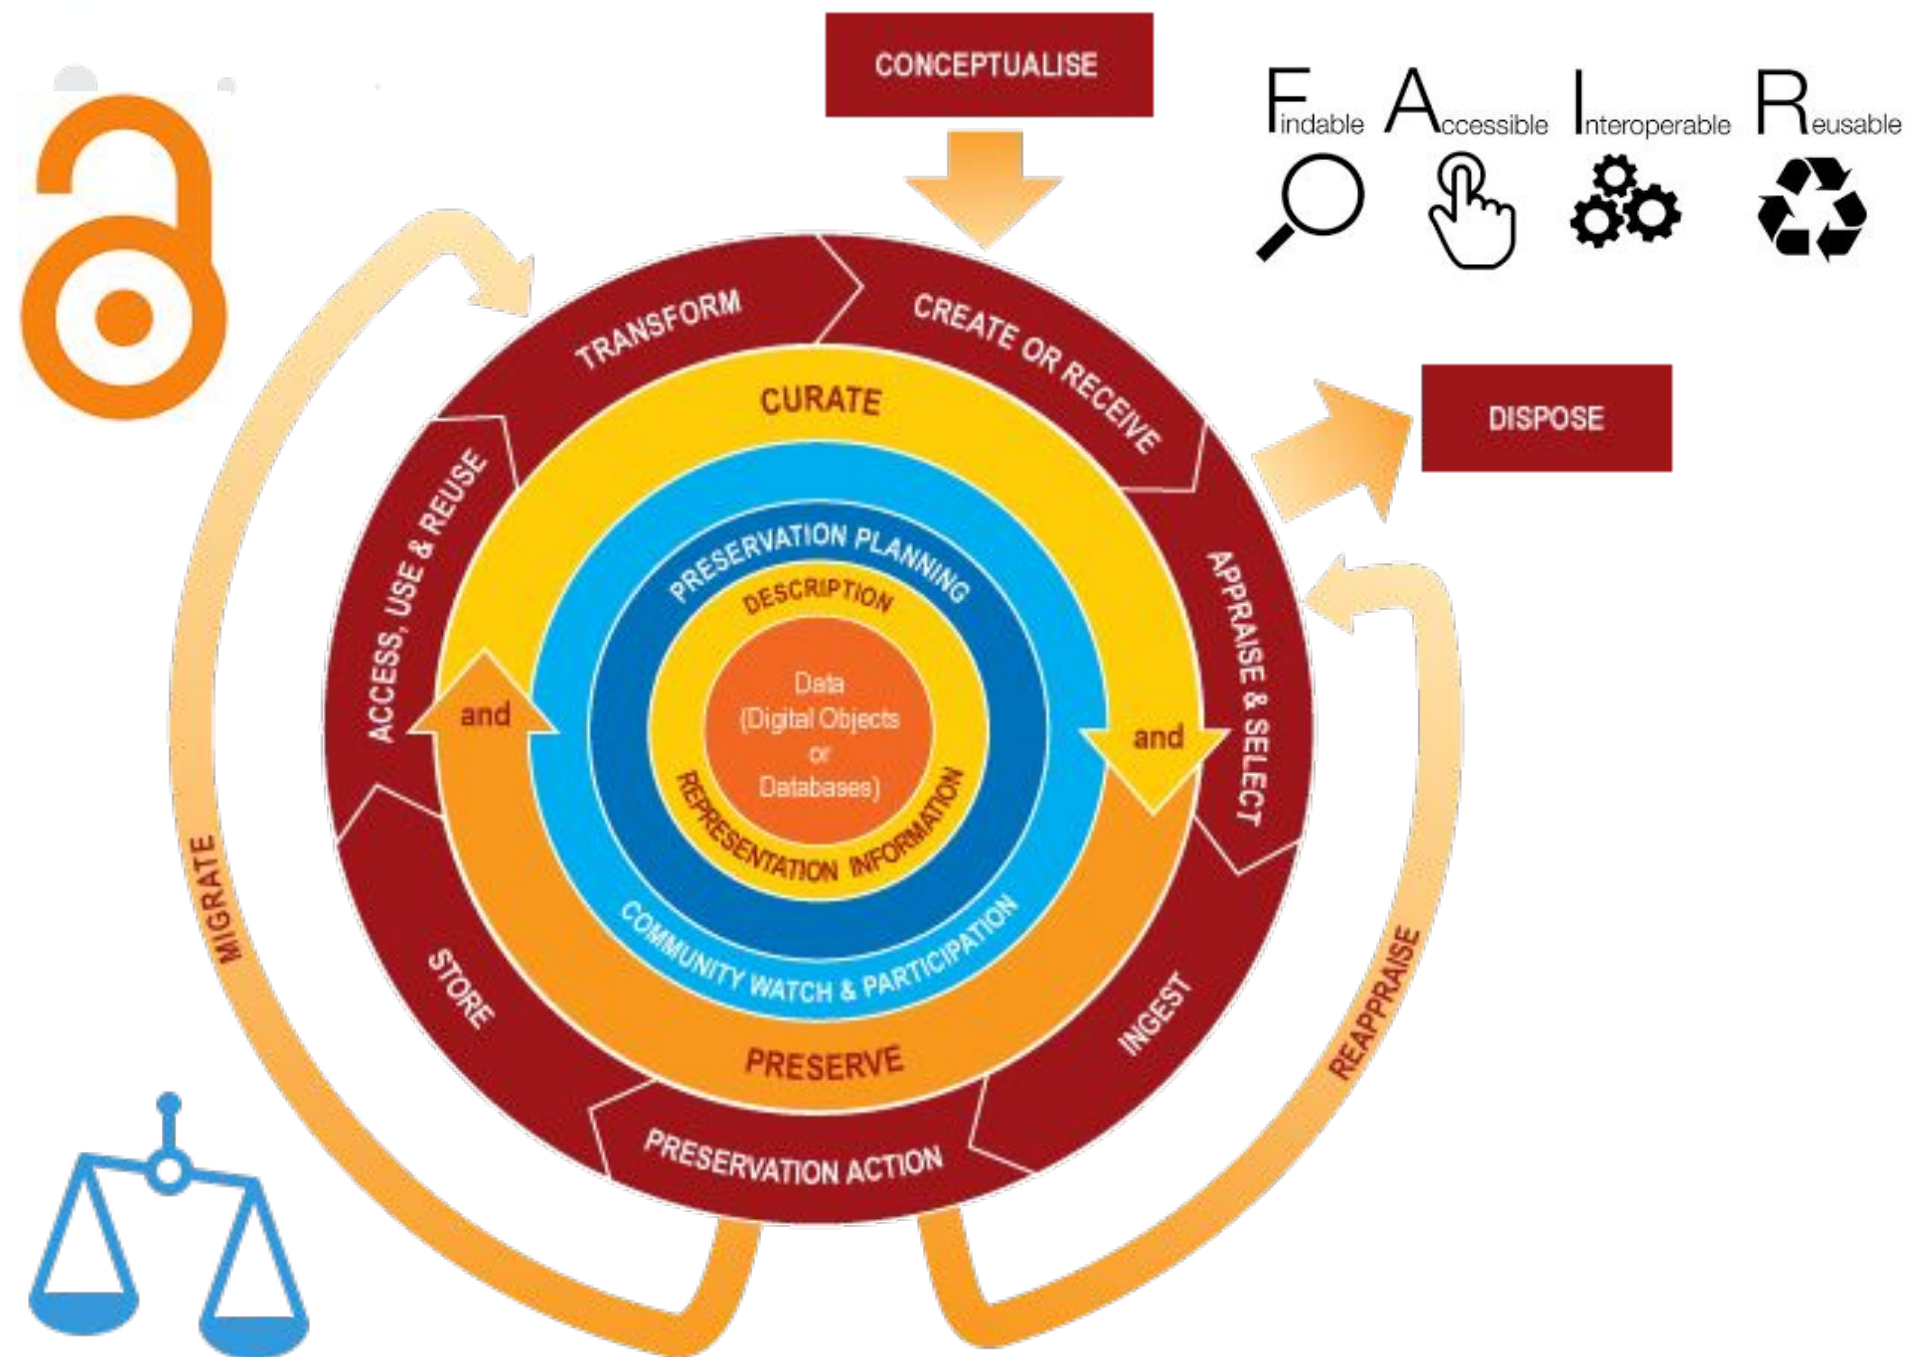 CONCEPTUALISE
Findable Accessible Interoperable Reusable
TRANSFORM
CREATE OR RECEIVE
DISPOSE
CURATE
ACCESS, USE & REUSE
APPRAISE & SELECT
PRESERVATION PLANNING
DESCRIPTION
Data
(Digital Objects
or
Databases)
and
and
REPRESENTATION INFORMATION
COMMUNITY WATCH & PARTICIPATION
MIGRATE
STORE
PRESERVE
INGEST
REAPPRAISE
PRESERVATION ACTION